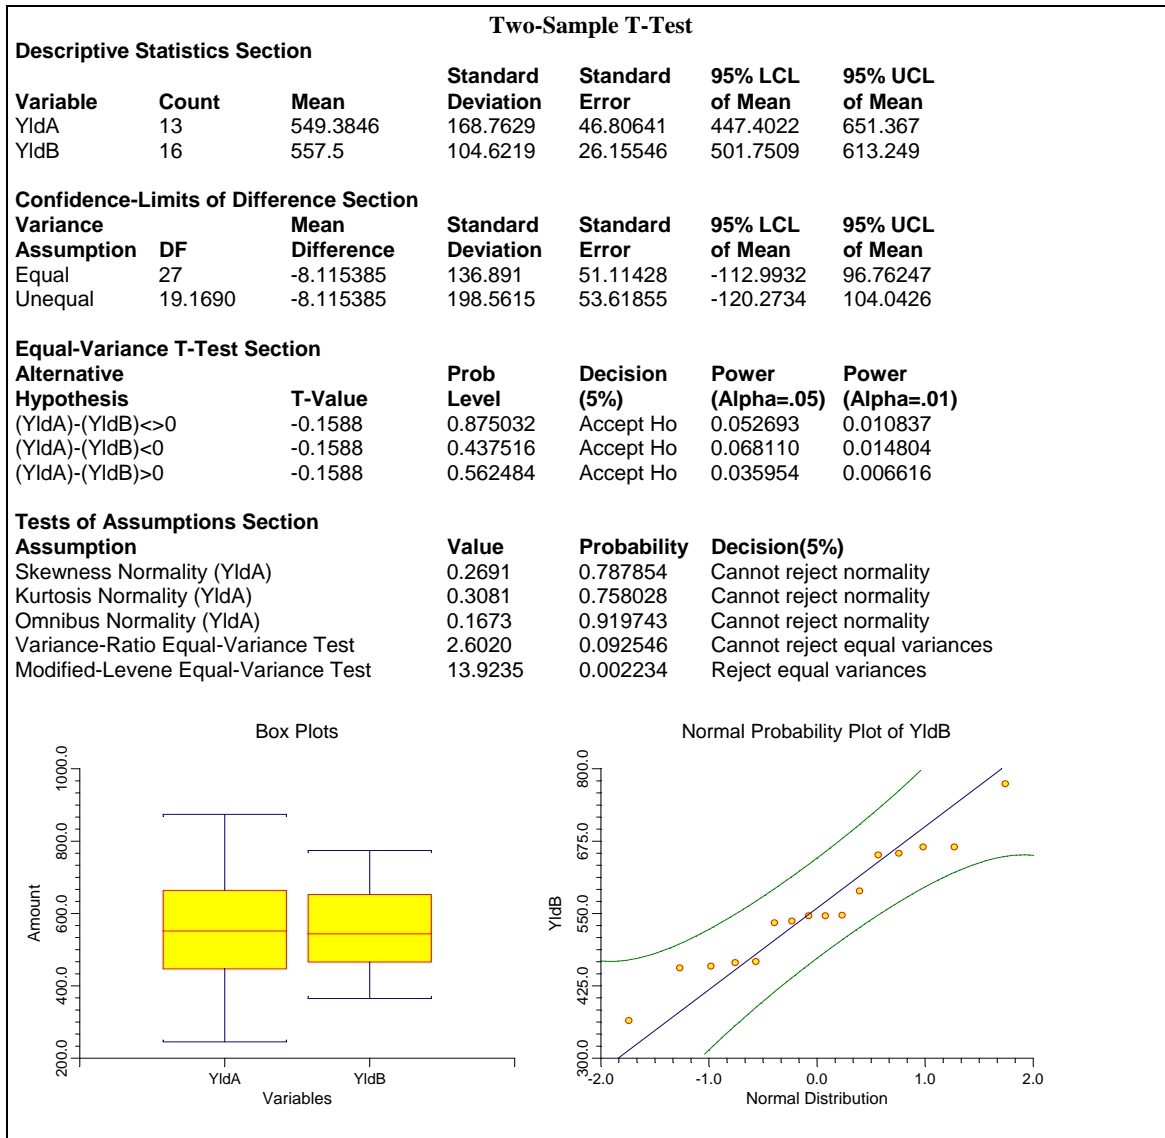 Two-Sample T-Test
Descriptive Statistics Section
Standard Standard 95% LCL 95% UCL
Variable Count Mean Deviation Error of Mean of Mean
YldA 13 549.3846 168.7629 46.80641 447.4022 651.367
YldB 16 557.5 104.6219 26.15546 501.7509 613.249
Confidence-Limits of Difference Section
Variance Mean Standard Standard 95% LCL 95% UCL
Assumption DF Difference Deviation Error of Mean of Mean
Equal 27 -8.115385 136.891 51.11428 -112.9932 96.76247
Unequal 19.1690 -8.115385 198.5615 53.61855 -120.2734 104.0426
Equal-Variance T-Test Section
Alternative Prob Decision Power Power
Hypothesis T-Value Level (5%) (Alpha=.05) (Alpha=.01)
(YldA)-(YldB)<>0 -0.1588 0.875032 Accept Ho 0.052693 0.010837
(YldA)-(YldB)<0 -0.1588 0.437516 Accept Ho 0.068110 0.014804
(YldA)-(YldB)>0 -0.1588 0.562484 Accept Ho 0.035954 0.006616
Tests of Assumptions Section
Assumption Value Probability Decision(5%)
Skewness Normality (YldA) 0.2691 0.787854 Cannot reject normality
Kurtosis Normality (YldA) 0.3081 0.758028 Cannot reject normality
Omnibus Normality (YldA) 0.1673 0.919743 Cannot reject normality
Variance-Ratio Equal-Variance Test 2.6020 0.092546 Cannot reject equal variances
Modified-Levene Equal-Variance Test 13.9235 0.002234 Reject equal variances
Box Plots
1000.0
800.0
600.0
400.0
200.0
Amount
YldA YldB
Variables
Normal Probability Plot of YldB
800.0
675.0
550.0
425.0
300.0
YldB
-2.0 -1.0 0.0 1.0 2.0
Normal Distribution